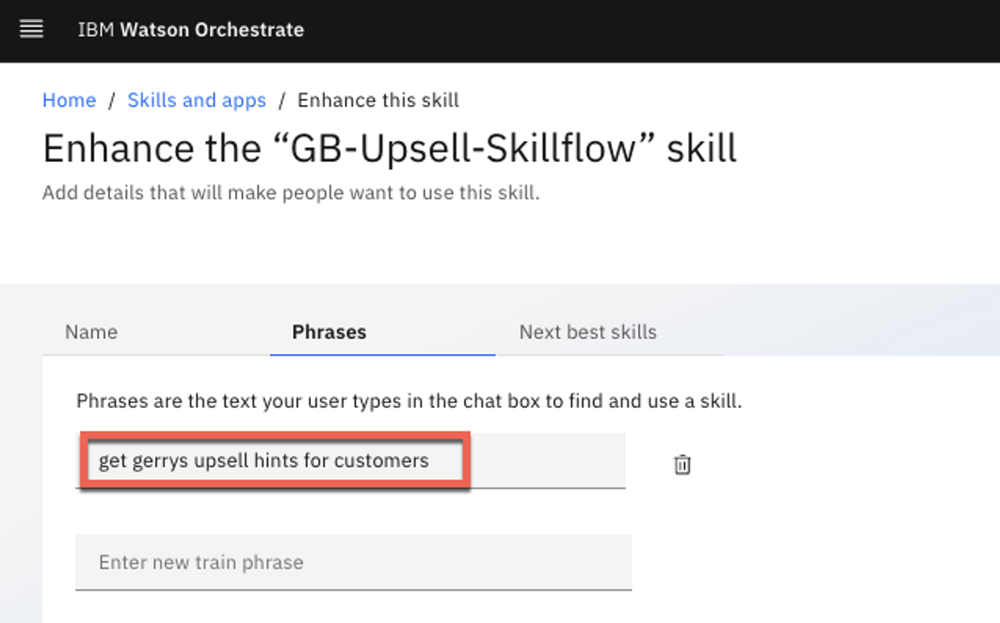 IBM Watson Orchestrate
Home / Skills and apps / Enhance this skill
Enhance the “GB-Upsell-Skillflow” skill
Add details that will make people want to use this skill.
Name Phrases Next best skills
Phrases are the text your user types in the chat box to find and use a skill.
get gerrys upsell hints for customers
Enter new train phrase